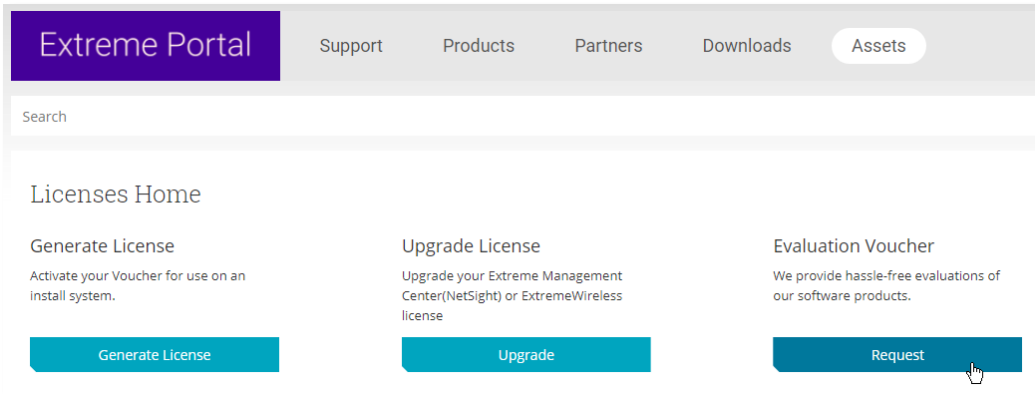 Extreme Portal Support Products Partners Downloads Assets
Search
Licenses Home
Generate License
Activate your Voucher for use on an
install system.
Generate License
Upgrade License
Upgrade your Extreme Management
Center(NetSight) or ExtremeWireless
license
Upgrade
Evaluation Voucher
We provide hassle-free evaluations of
our software products.
Request